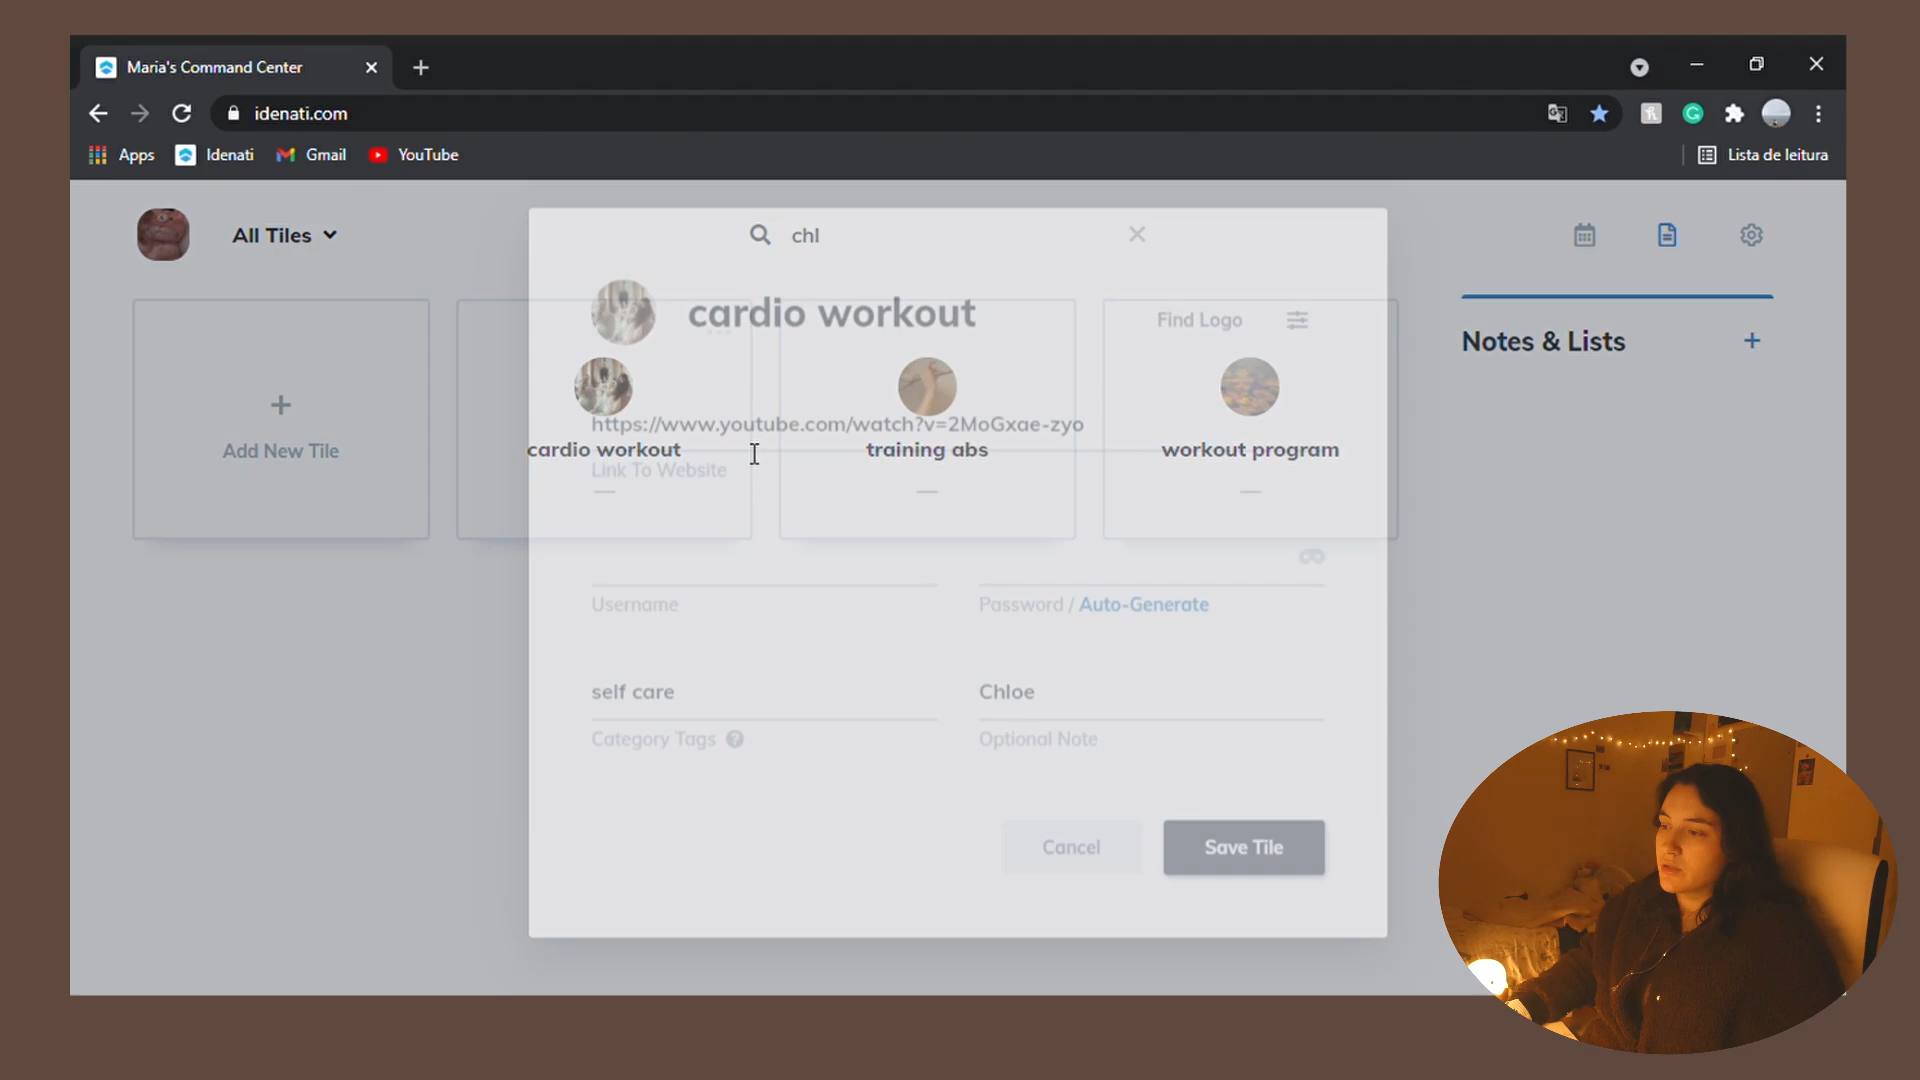 Maria's Command Center
idenati.com
Apps
Idenati
Gmail
YouTube
Lista de leitura
All Tiles
chl
cardio workout
Find Logo
Notes & Lists
https://www.youtube.com/watch?v=2MoGxae-zyo
Add New Tile
cardio workout
training abs
workout program
Link To Website
Username
Password / Auto-Generate
self care
Chloe
Category Tags ?
Optional Note
Cancel
Save Tile